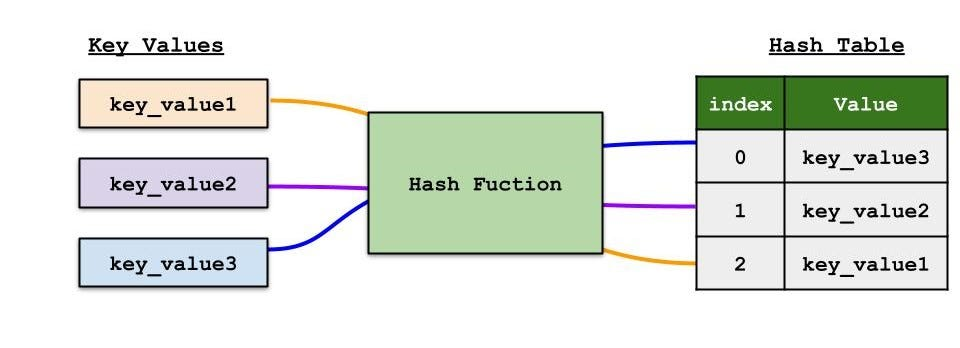 Key Values
key_value1
key_value2
key_value3
Hash Fuction
Hash Table
index Value
0 key_value3
1 key_value2
2 key_value1